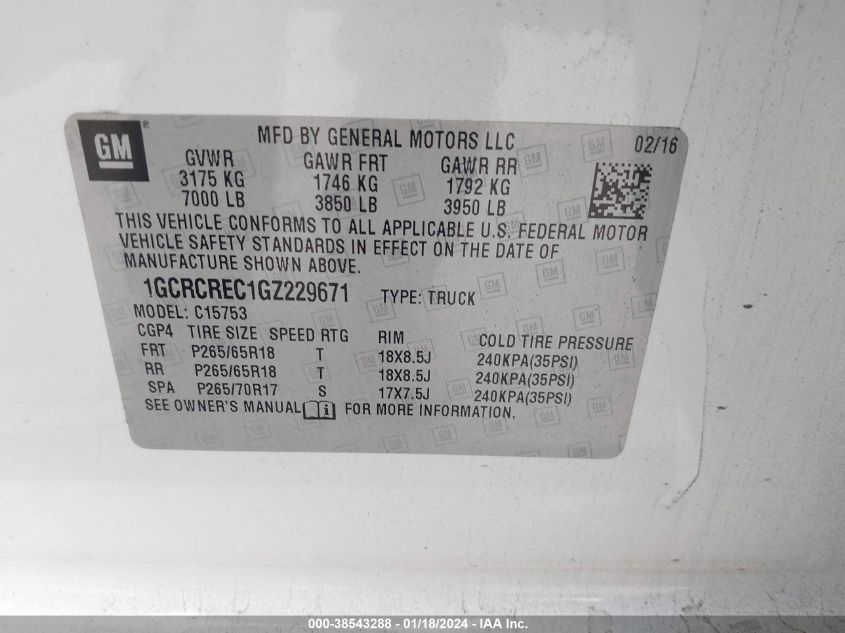 GM
MFD BY GENERAL MOTORS LLC 02/16
GVWR GAWR FRT GAWR RR
3175 KG 1746 KG 1792 KG
7000 LB 3850 LB 3950 LB
THIS VEHICLE CONFORMS TO ALL APPLICABLE U.S. FEDERAL MOTOR
VEHICLE SAFETY STANDARDS IN EFFECT ON THE DATE OF
MANUFACTURE SHOWN ABOVE.
1GCRCREC1GZ229671 TYPE: TRUCK
MODEL: C15753
CGP4 TIRE SIZE SPEED RTG RIM COLD TIRE PRESSURE
FRT P265/65R18 T 18X8.5J 240KPA(35PSI)
RR P265/65R18 T 18X8.5J 240KPA(35PSI)
SPA P265/70R17 S 17X7.5J 240KPA(35PSI)
SEE OWNER'S MANUAL FOR MORE INFORMATION.
000-38543288 - 01/18/2024 - IAA Inc.